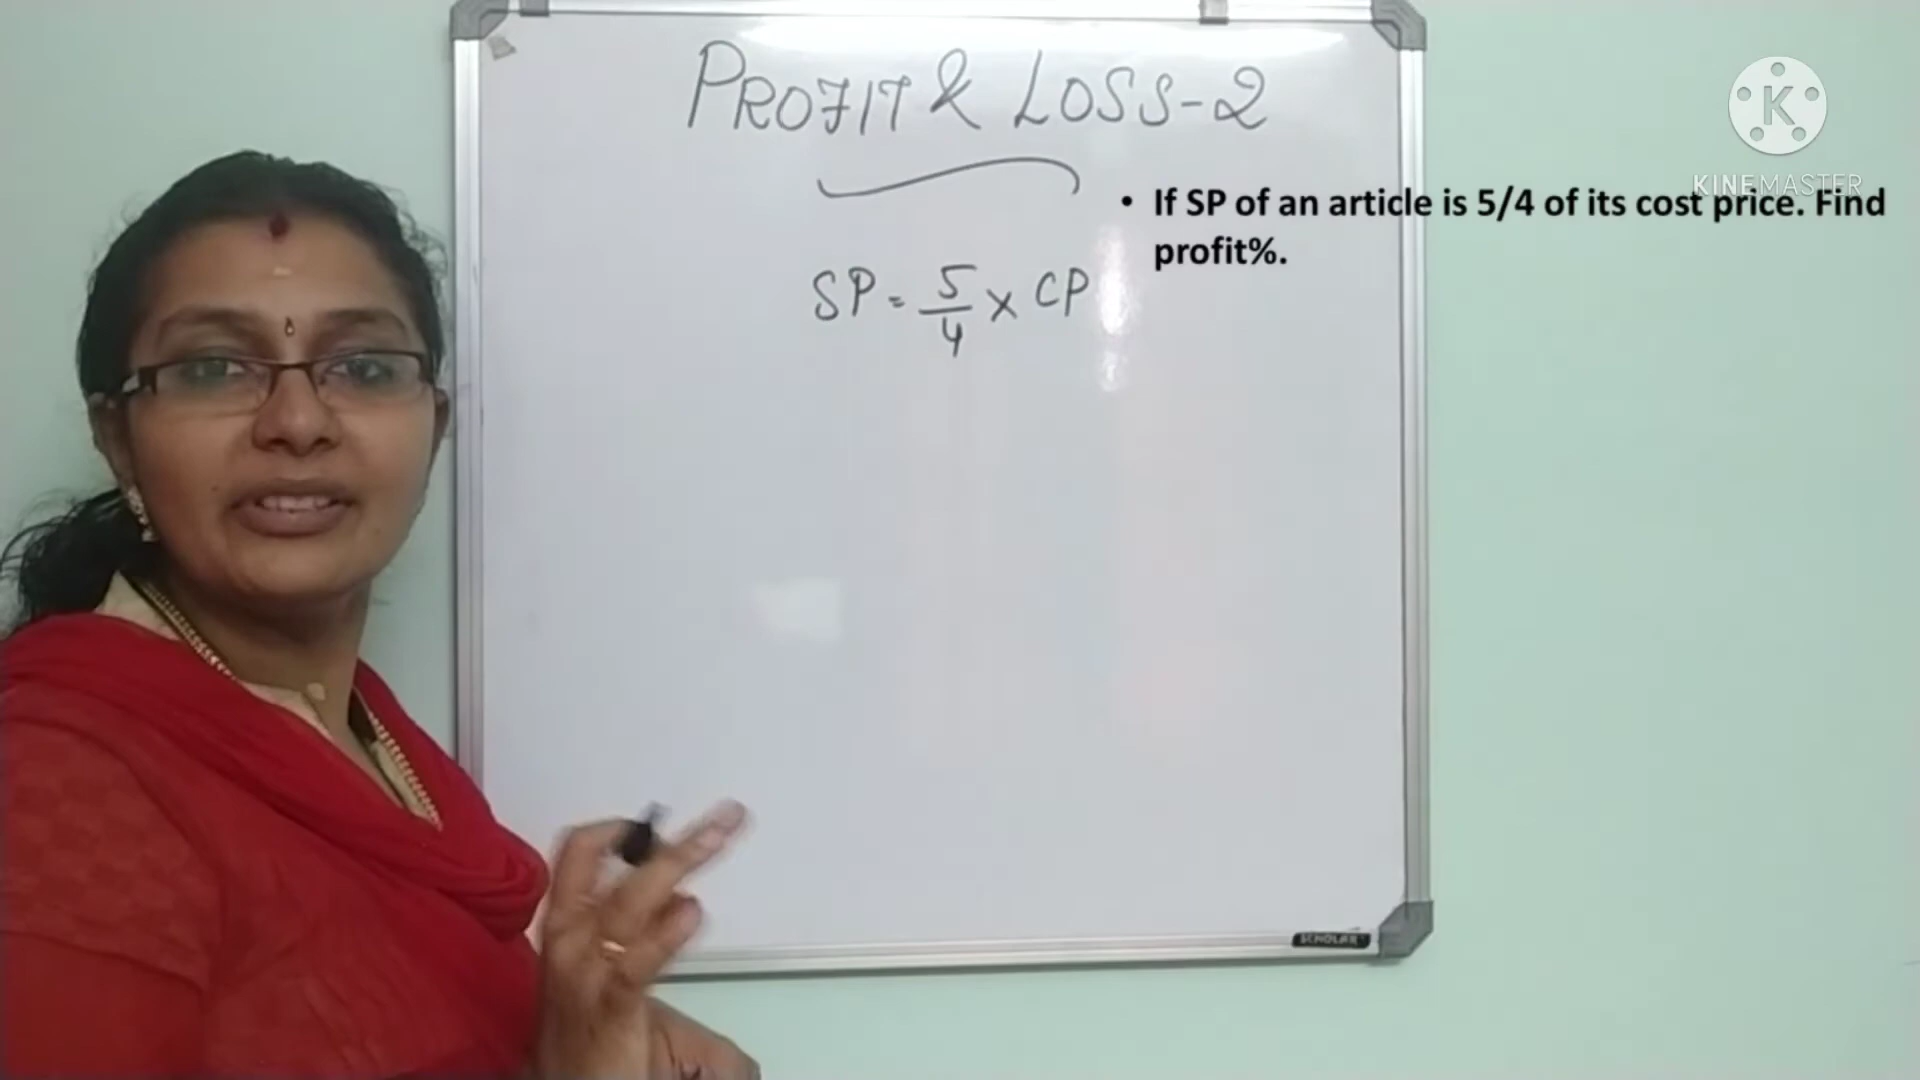 PROFIT & LOSS-2
K
KINEMASTER
• If SP of an article is 5/4 of its cost price. Find
profit%.
SP = 5/4 × CP
SCHOLAR